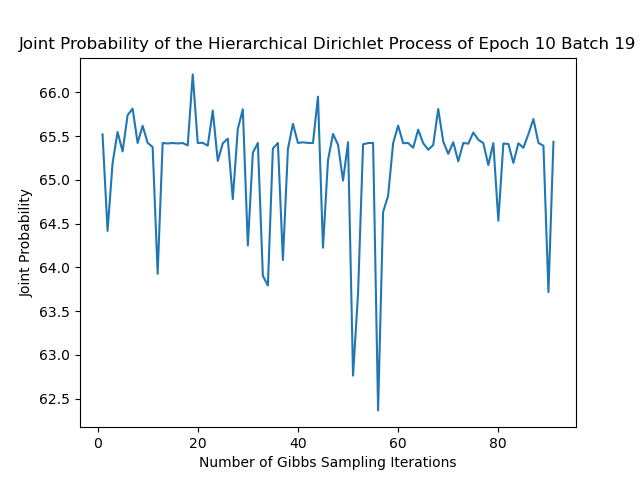 Joint Probability of the Hierarchical Dirichlet Process of Epoch 10 Batch 19
66.0
65.5
65.0
64.5
64.0
63.5
63.0
62.5
Joint Probability
0 20 40 60 80
Number of Gibbs Sampling Iterations